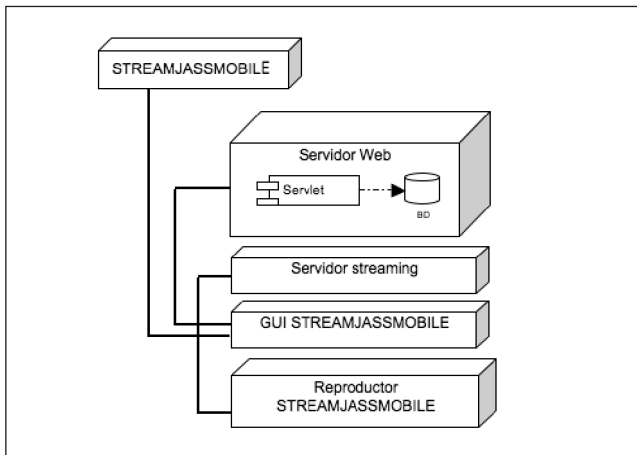 STREAMJASSMOBILE
Servidor Web
Servlet
BD
Servidor streaming
GUI STREAMJASSMOBILE
Reproductor
STREAMJASSMOBILE